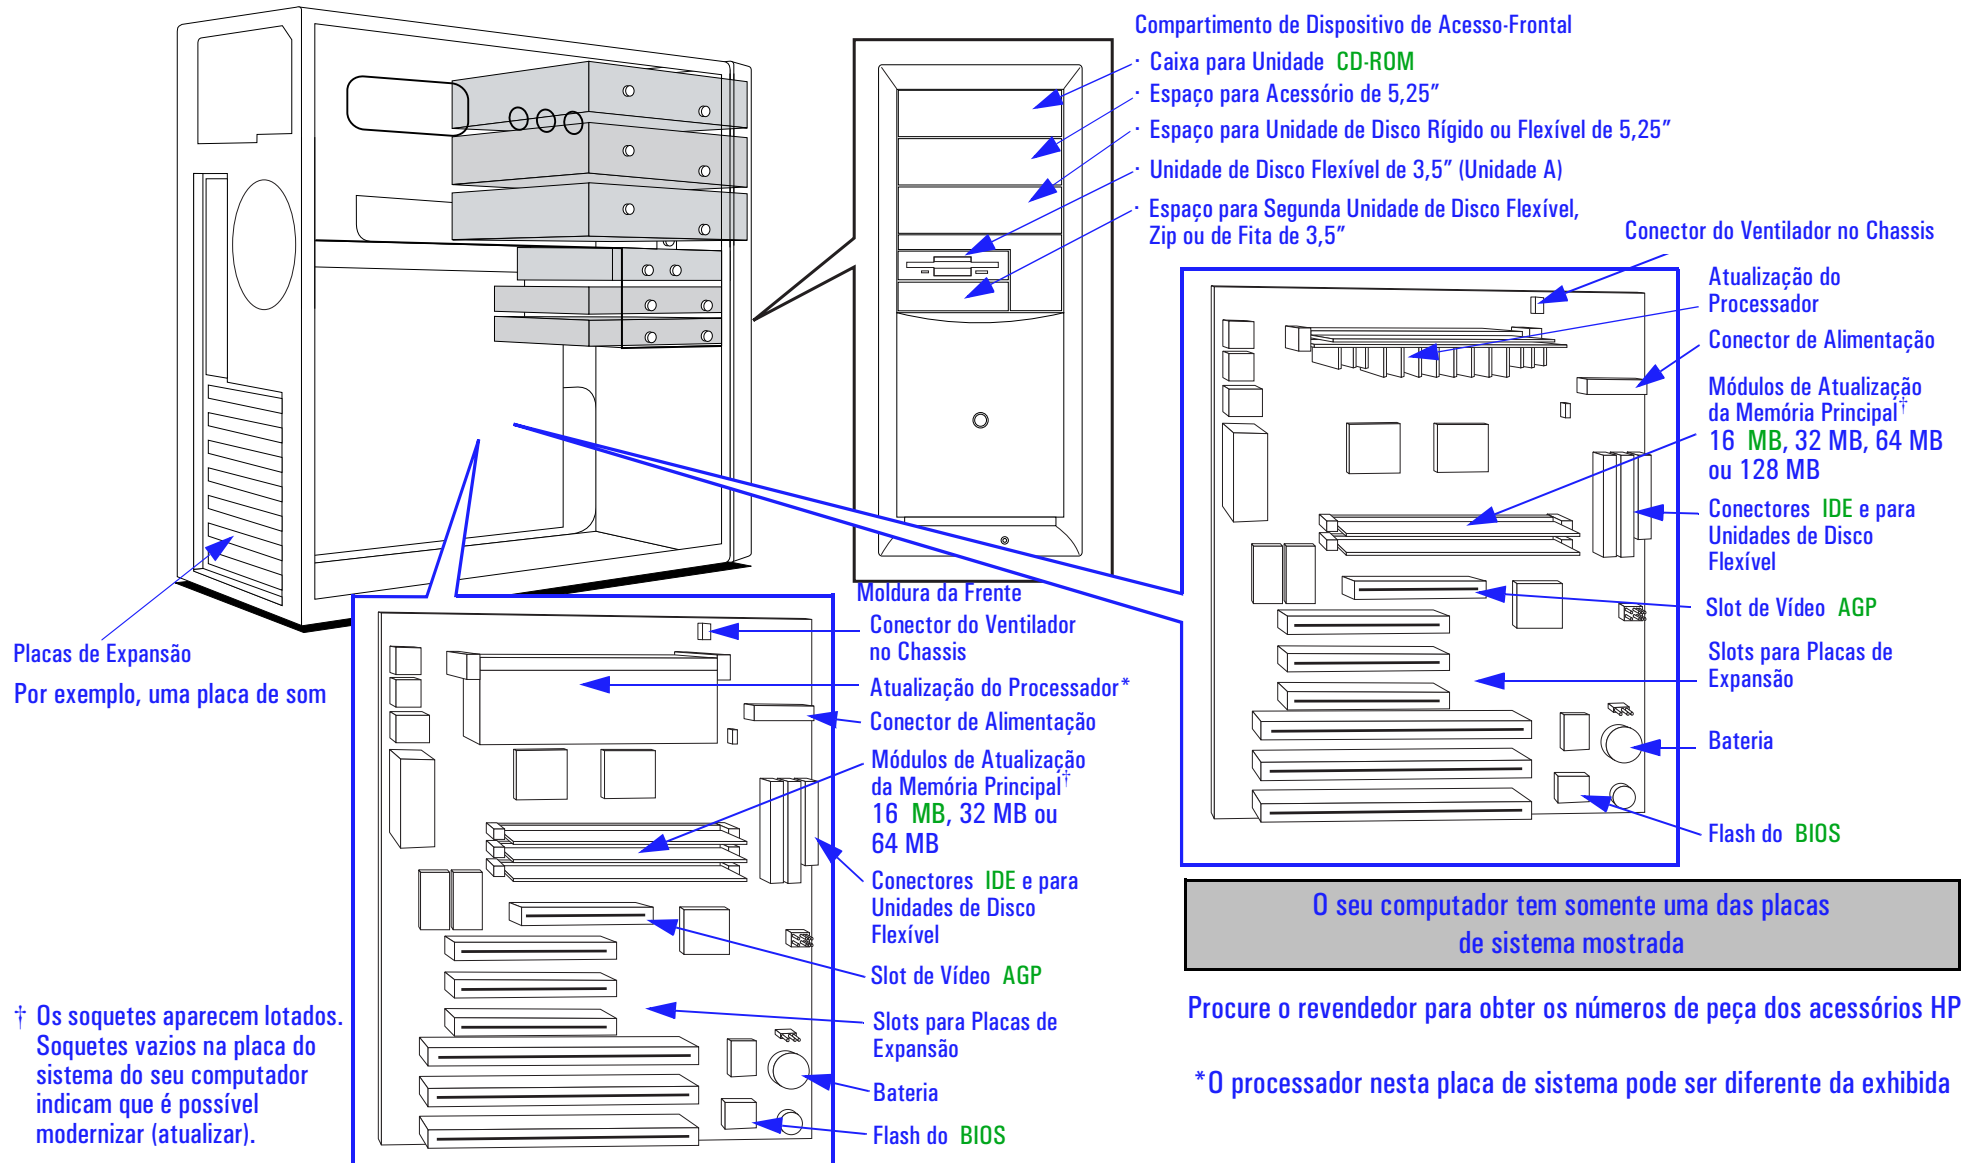 Compartimento de Dispositivo de Acesso-Frontal
· Caixa para Unidade CD-ROM
· Espaço para Acessório de 5,25”
· Espaço para Unidade de Disco Rígido ou Flexível de 5,25”
· Unidade de Disco Flexível de 3,5” (Unidade A)
· Espaço para Segunda Unidade de Disco Flexível,
Zip ou de Fita de 3,5”
Conector do Ventilador no Chassis
Atualização do
Processador
Conector de Alimentação
Módulos de Atualização
da Memória Principal†
16 MB, 32 MB, 64 MB
ou 128 MB
Conectores IDE e para
Unidades de Disco
Flexível
Slot de Vídeo AGP
Slots para Placas de
Expansão
Bateria
Flash do BIOS
Placas de Expansão
Por exemplo, uma placa de som
Moldura da Frente
Conector do Ventilador
no Chassis
Atualização do Processador*
Conector de Alimentação
Módulos de Atualização
da Memória Principal†
16 MB, 32 MB ou
64 MB
Conectores IDE e para
Unidades de Disco
Flexível
Slot de Vídeo AGP
Slots para Placas de
Expansão
Bateria
Flash do BIOS
O seu computador tem somente uma das placas
de sistema mostrada
Procure o revendedor para obter os números de peça dos acessórios HP
*O processador nesta placa de sistema pode ser diferente da exhibida
† Os soquetes aparecem lotados.
Soquetes vazios na placa do
sistema do seu computador
indicam que é possível
modernizar (atualizar).